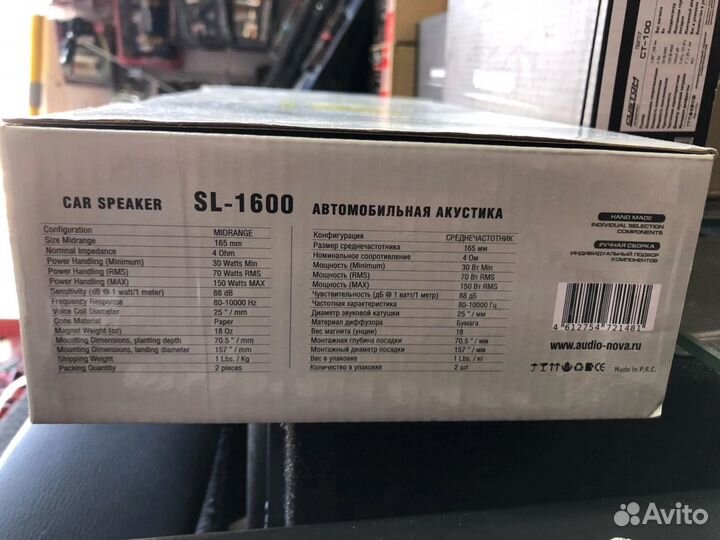 CAR SPEAKER SL-1600 АВТОМОБИЛЬНАЯ АКУСТИКА
Configuration MIDRANGE
Size Midrange 165 mm
Nominal Impedance 4 Ohm
Power Handling (Minimum) 30 Watts Min
Power Handling (RMS) 70 Watts RMS
Power Handling (MAX) 150 Watts MAX
Sensitivity (dB @ 1 watt/1 meter) 88 dB
Frequency Response 80-10000 Hz
Voice Coil Diameter 25 " / mm
Cone Material Paper
Magnet Weight (oz) 18 Oz
Mounting Dimensions, planting depth 70.5 " / mm
Mounting Dimensions, landing diameter 157 " / mm
Shipping Weight 1 Lbs. / Kg
Packing Quantity 2 pieces
Конфигурация СРЕДНЕЧАСТОТНИК
Размер среднечастотника 165 мм
Номинальное сопротивление 4 Ом
Мощность (Minimum) 30 Вт Min
Мощность (RMS) 70 Вт RMS
Мощность (MAX) 150 Вт MAX
Чувствительность (дБ @ 1 ватт/1 метр) 88 дБ
Частотная характеристика 80-10000 Гц
Диаметр звуковой катушки 25 " / мм
Материал диффузора Бумага
Вес магнита (унции) 18
Монтажная глубина посадки 70.5 " / мм
Монтажный диаметр посадки 157 " / мм
Вес в упаковке 1 Lbs. / кг
Количество в упаковке 2 шт
HAND MADE
INDIVIDUAL SELECTION
COMPONENTS
РУЧНАЯ СБОРКА
ИНДИВИДУАЛЬНЫЙ ПОДБОР
КОМПОНЕНТОВ
4 612754 721481
www.audio-nova.ru
CE Made in P.R.C.
ТВИТЕР
CT-100
Avito